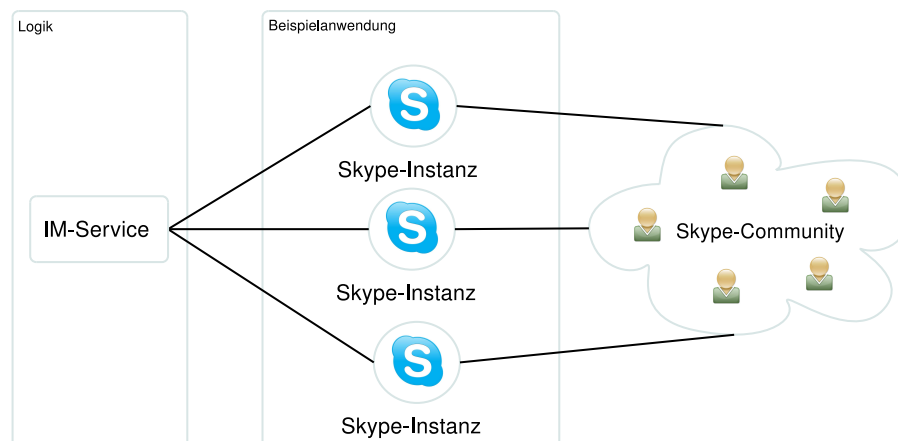 Logik
Beispielanwendung
Skype-Instanz
IM-Service
Skype-Instanz
Skype-Community
Skype-Instanz